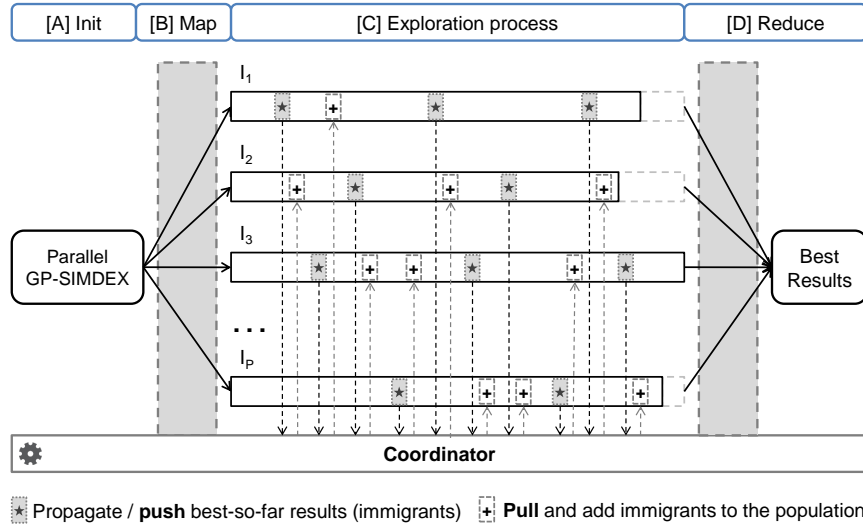 [A] Init
[B] Map
[C] Exploration process
[D] Reduce
I1
I2
I3
...
IP
Parallel
GP-SIMDEX
Best
Results
Coordinator
Propagate / push best-so-far results (immigrants)
Pull and add immigrants to the population